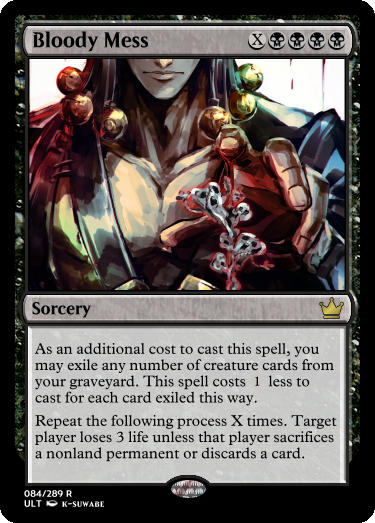 Bloody Mess X
Sorcery
As an additional cost to cast this spell, you
may exile any number of creature cards from
your graveyard. This spell costs 1 less to
cast for each card exiled this way.
Repeat the following process X times. Target
player loses 3 life unless that player sacrifices
a nonland permanent or discards a card.
084/289 R
ULT K-SUWABE